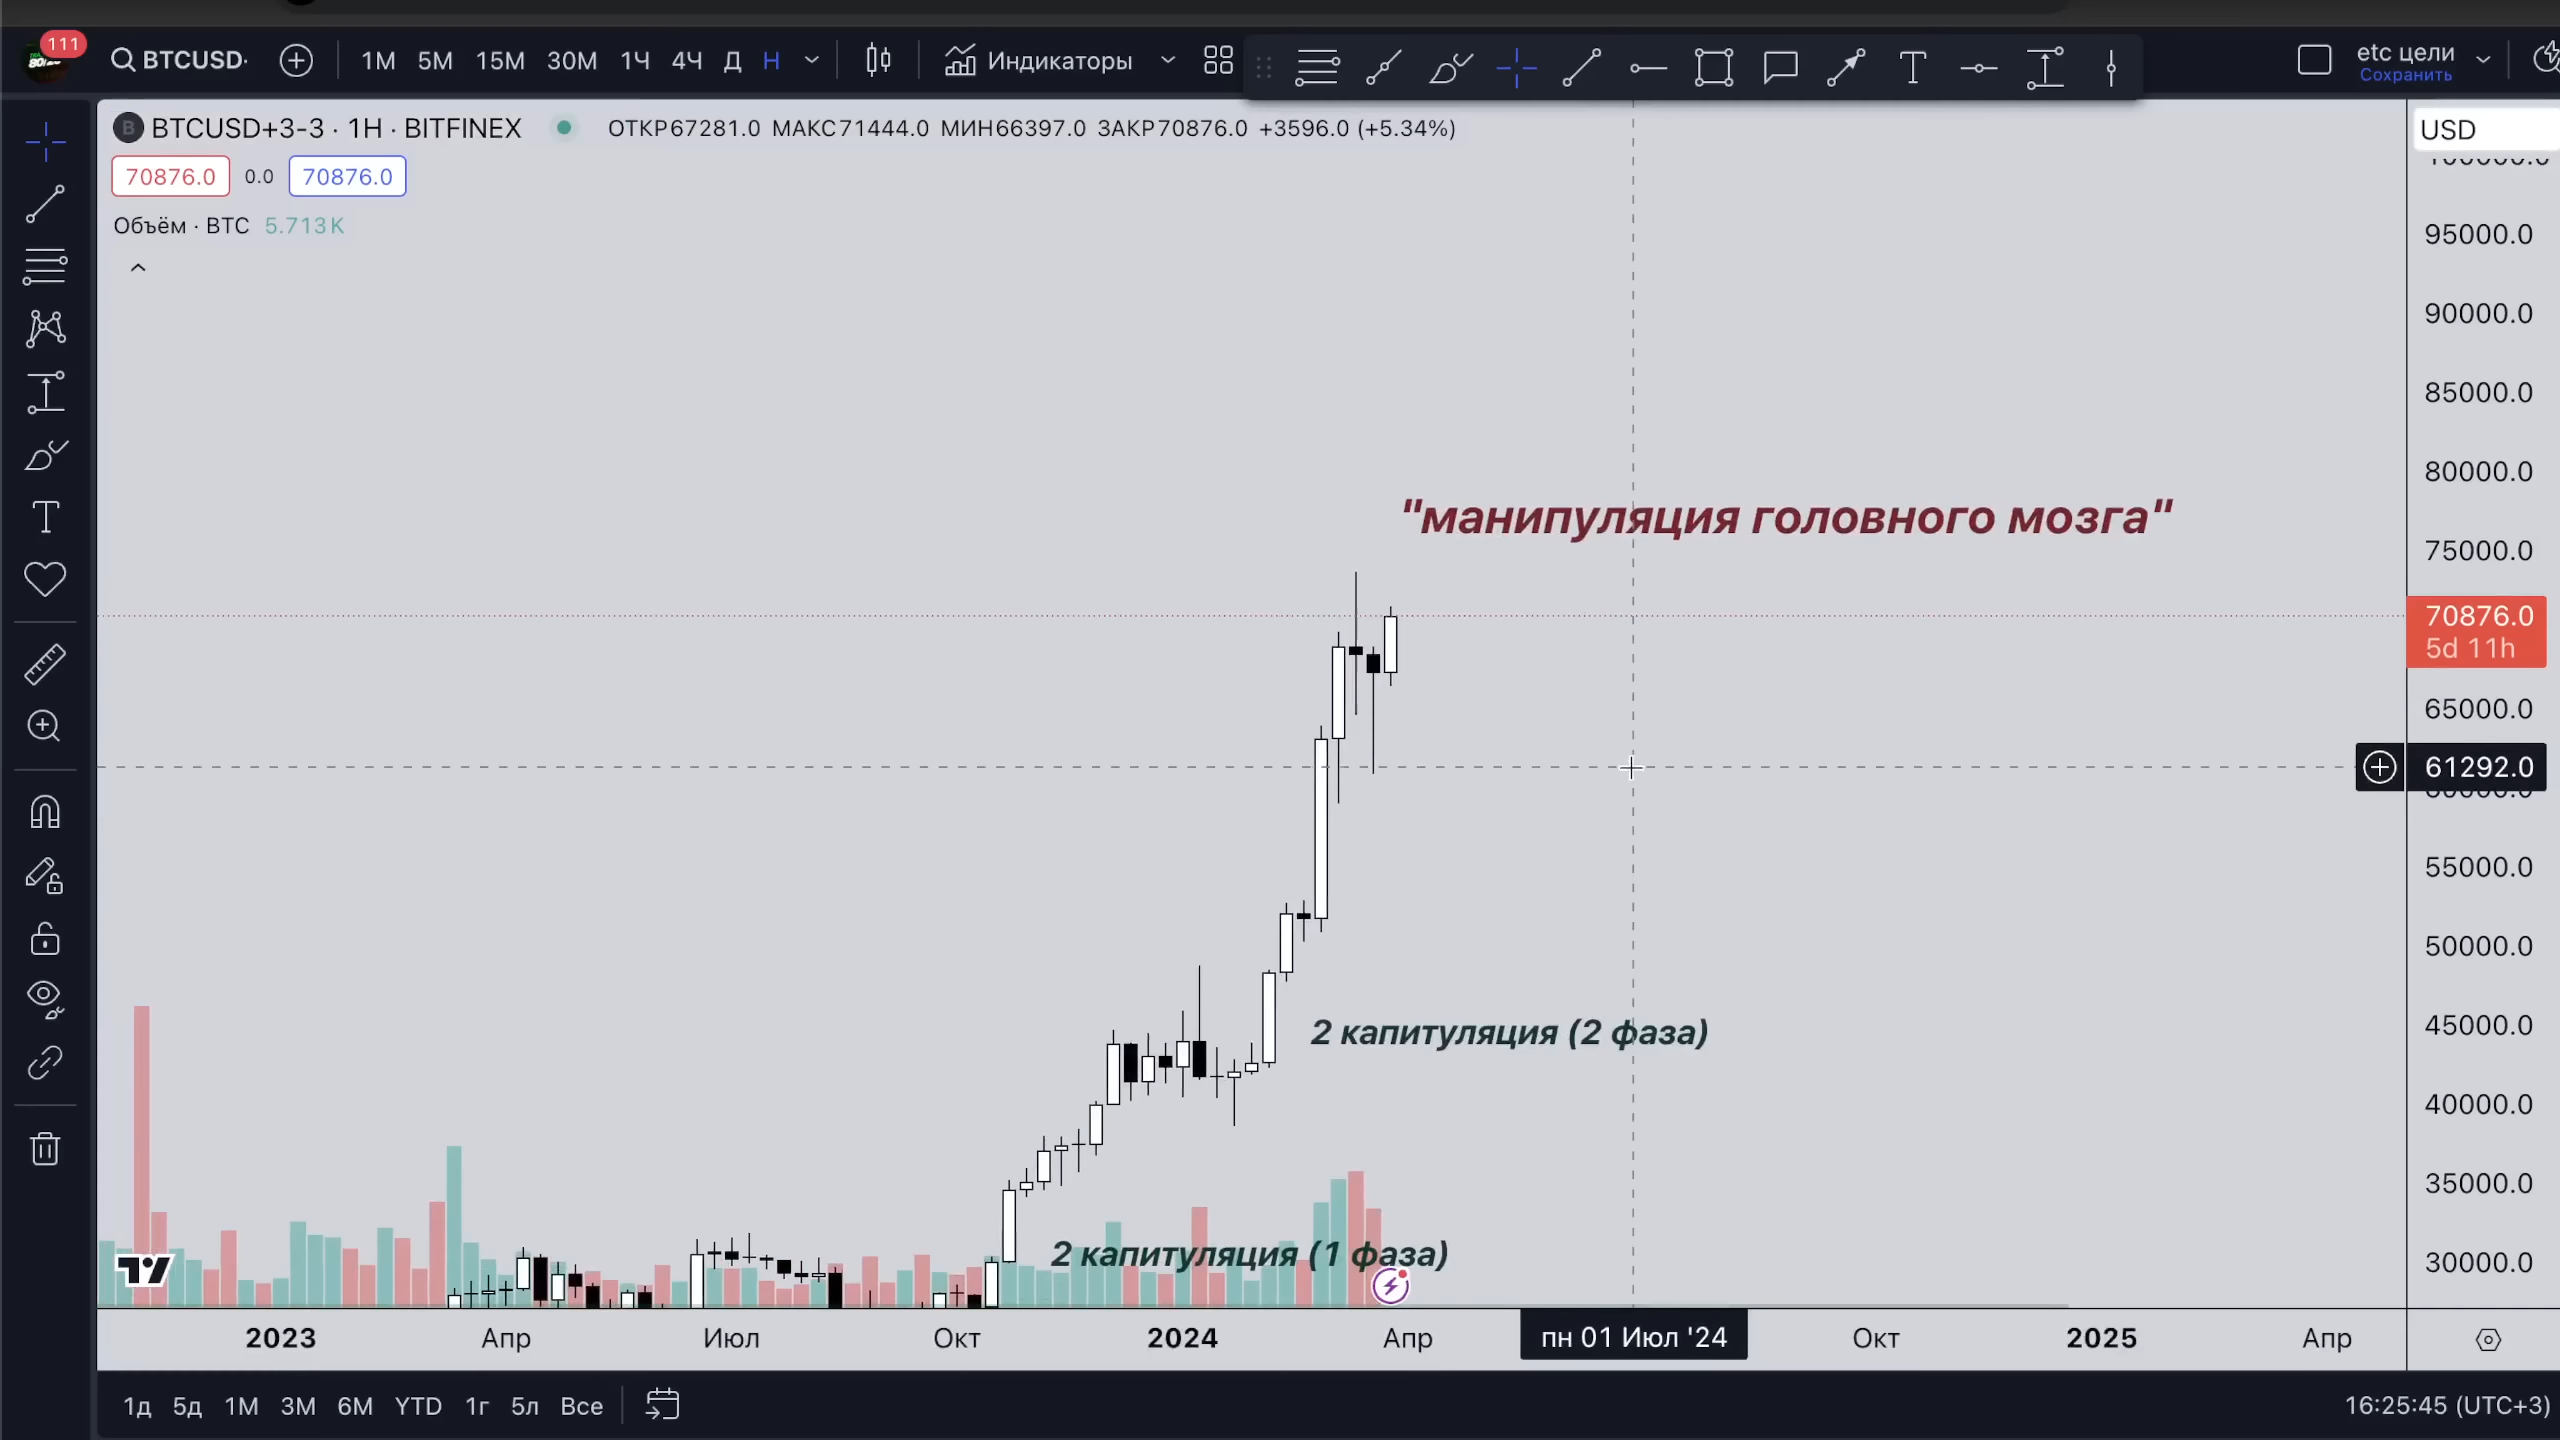 111
BTCUSD·
1М 5М 15М 30М 1Ч 4Ч Д Н
Индикаторы
etc цели
Сохранить
BTCUSD+3-3 · 1Н · BITFINEX
ОТКР67281.0 МАКС71444.0 МИН66397.0 ЗАКР70876.0 +3596.0 (+5.34%)
USD
70876.0 0.0 70876.0
Объём · BTC 5.713K
95000.0
90000.0
85000.0
80000.0
"манипуляция головного мозга"
75000.0
70876.0
5d 11h
65000.0
61292.0
55000.0
50000.0
2 капитуляция (2 фаза)
45000.0
40000.0
35000.0
2 капитуляция (1 фаза)
30000.0
2023 Апр Июл Окт 2024 Апр пн 01 Июл '24 Окт 2025 Апр
1д 5д 1М 3М 6М YTD 1г 5л Все
16:25:45 (UTC+3)